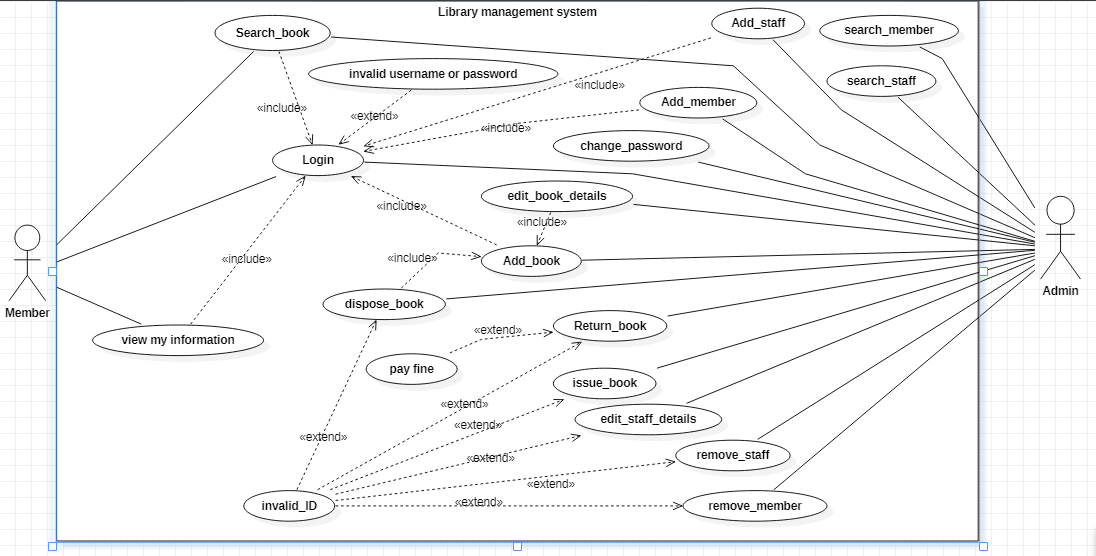 Library management system
Search_book
Add_staff
search_member
invalid username or password
search_staff
«include»
«include»
Add_member
«extend»
«include»
change_password
Login
edit_book_details
«include»
«include»
«include»
«include»
Add_book
Member
Admin
dispose_book
view my information
«extend»
Return_book
pay fine
issue_book
«extend»
«extend»
edit_staff_details
«extend»
«extend»
remove_staff
«extend»
«extend»
invalid_ID
remove_member